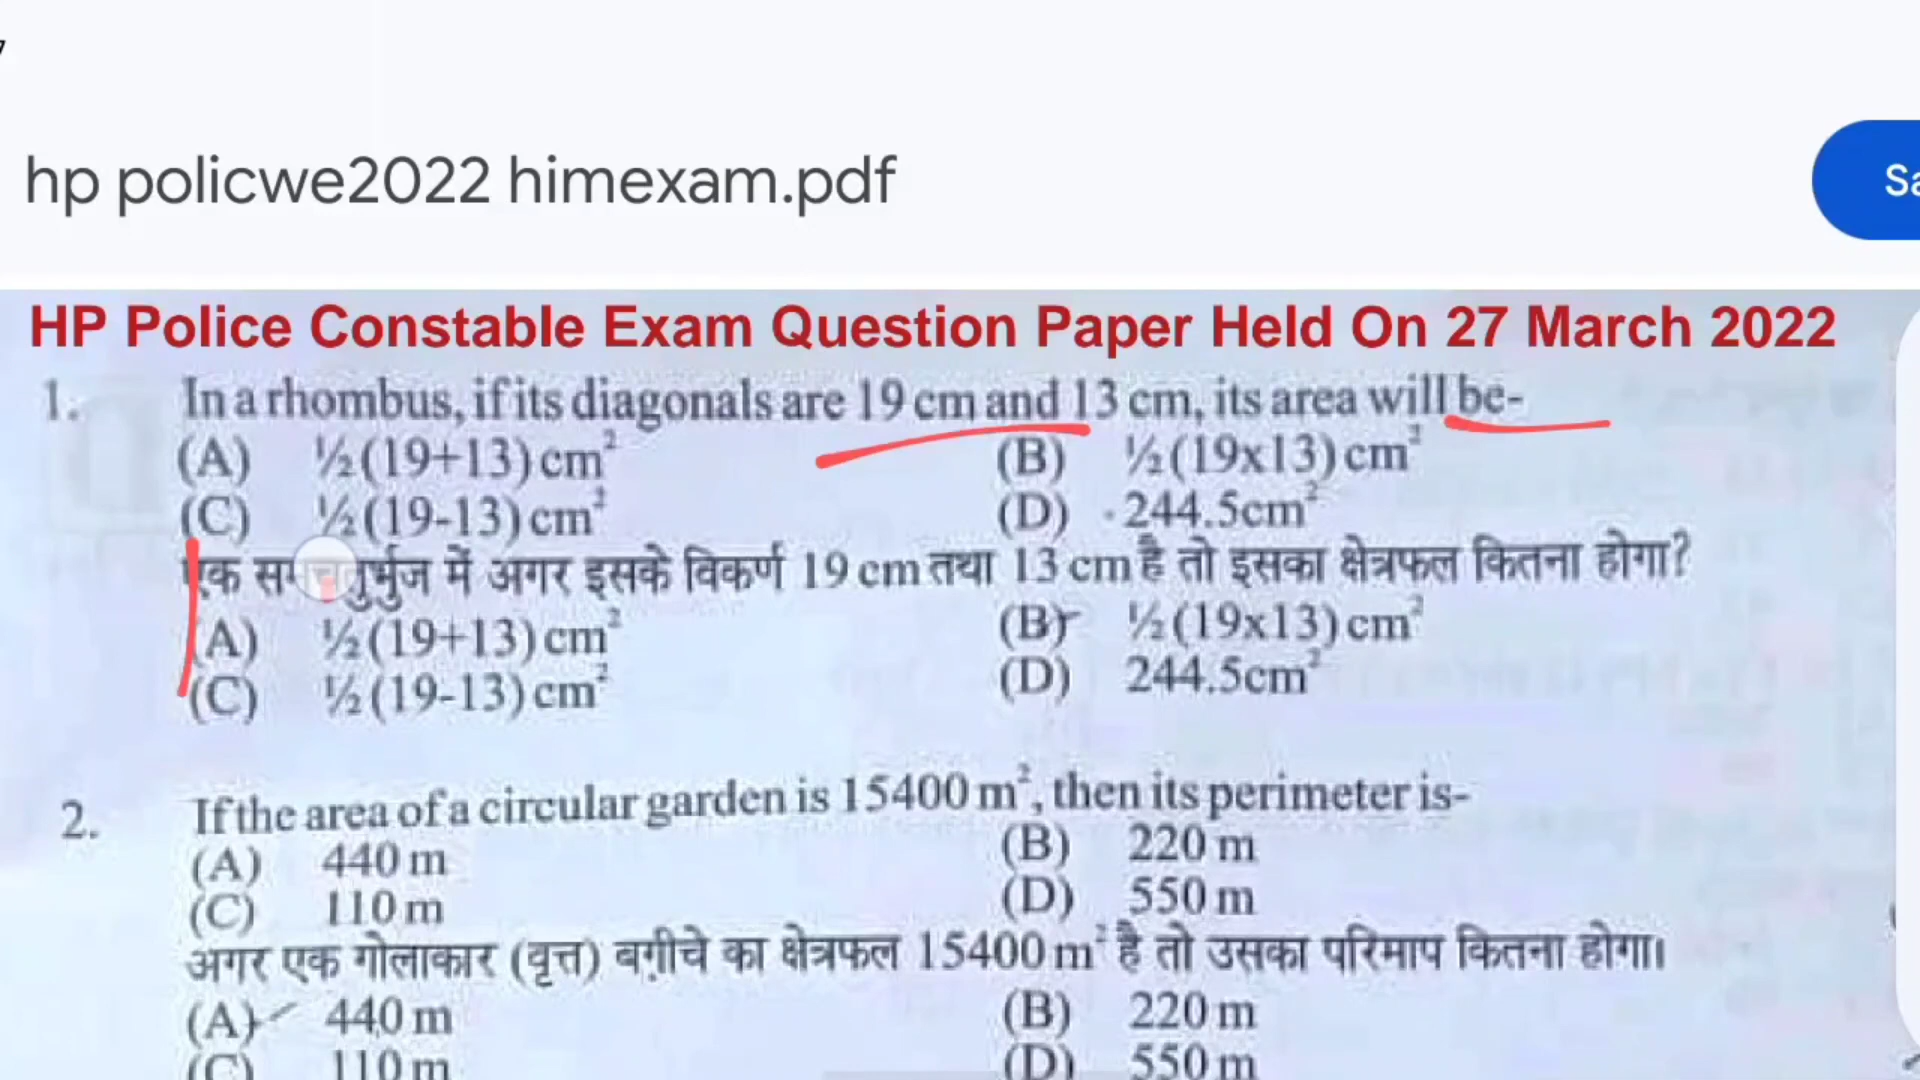 hp policwe2022 himexam.pdf
HP Police Constable Exam Question Paper Held On 27 March 2022
1. In a rhombus, if its diagonals are 19 cm and 13 cm, its area will be-
(A) ½(19+13) cm² (B) ½(19x13) cm²
(C) ½(19-13) cm² (D) 244.5cm²
एक समचतुर्भुज में अगर इसके विकर्ण 19 cm तथा 13 cm है तो इसका क्षेत्रफल कितना होगा?
(A) ½(19+13) cm² (B) ½(19x13) cm²
(C) ½(19-13) cm² (D) 244.5cm²
2. If the area of a circular garden is 15400 m², then its perimeter is-
(A) 440 m (B) 220 m
(C) 110 m (D) 550 m
अगर एक गोलाकार (वृत्त) बग़ीचे का क्षेत्रफल 15400 m² है तो उसका परिमाप कितना होगा।
(A) 440 m (B) 220 m
(C) 110 m (D) 550 m